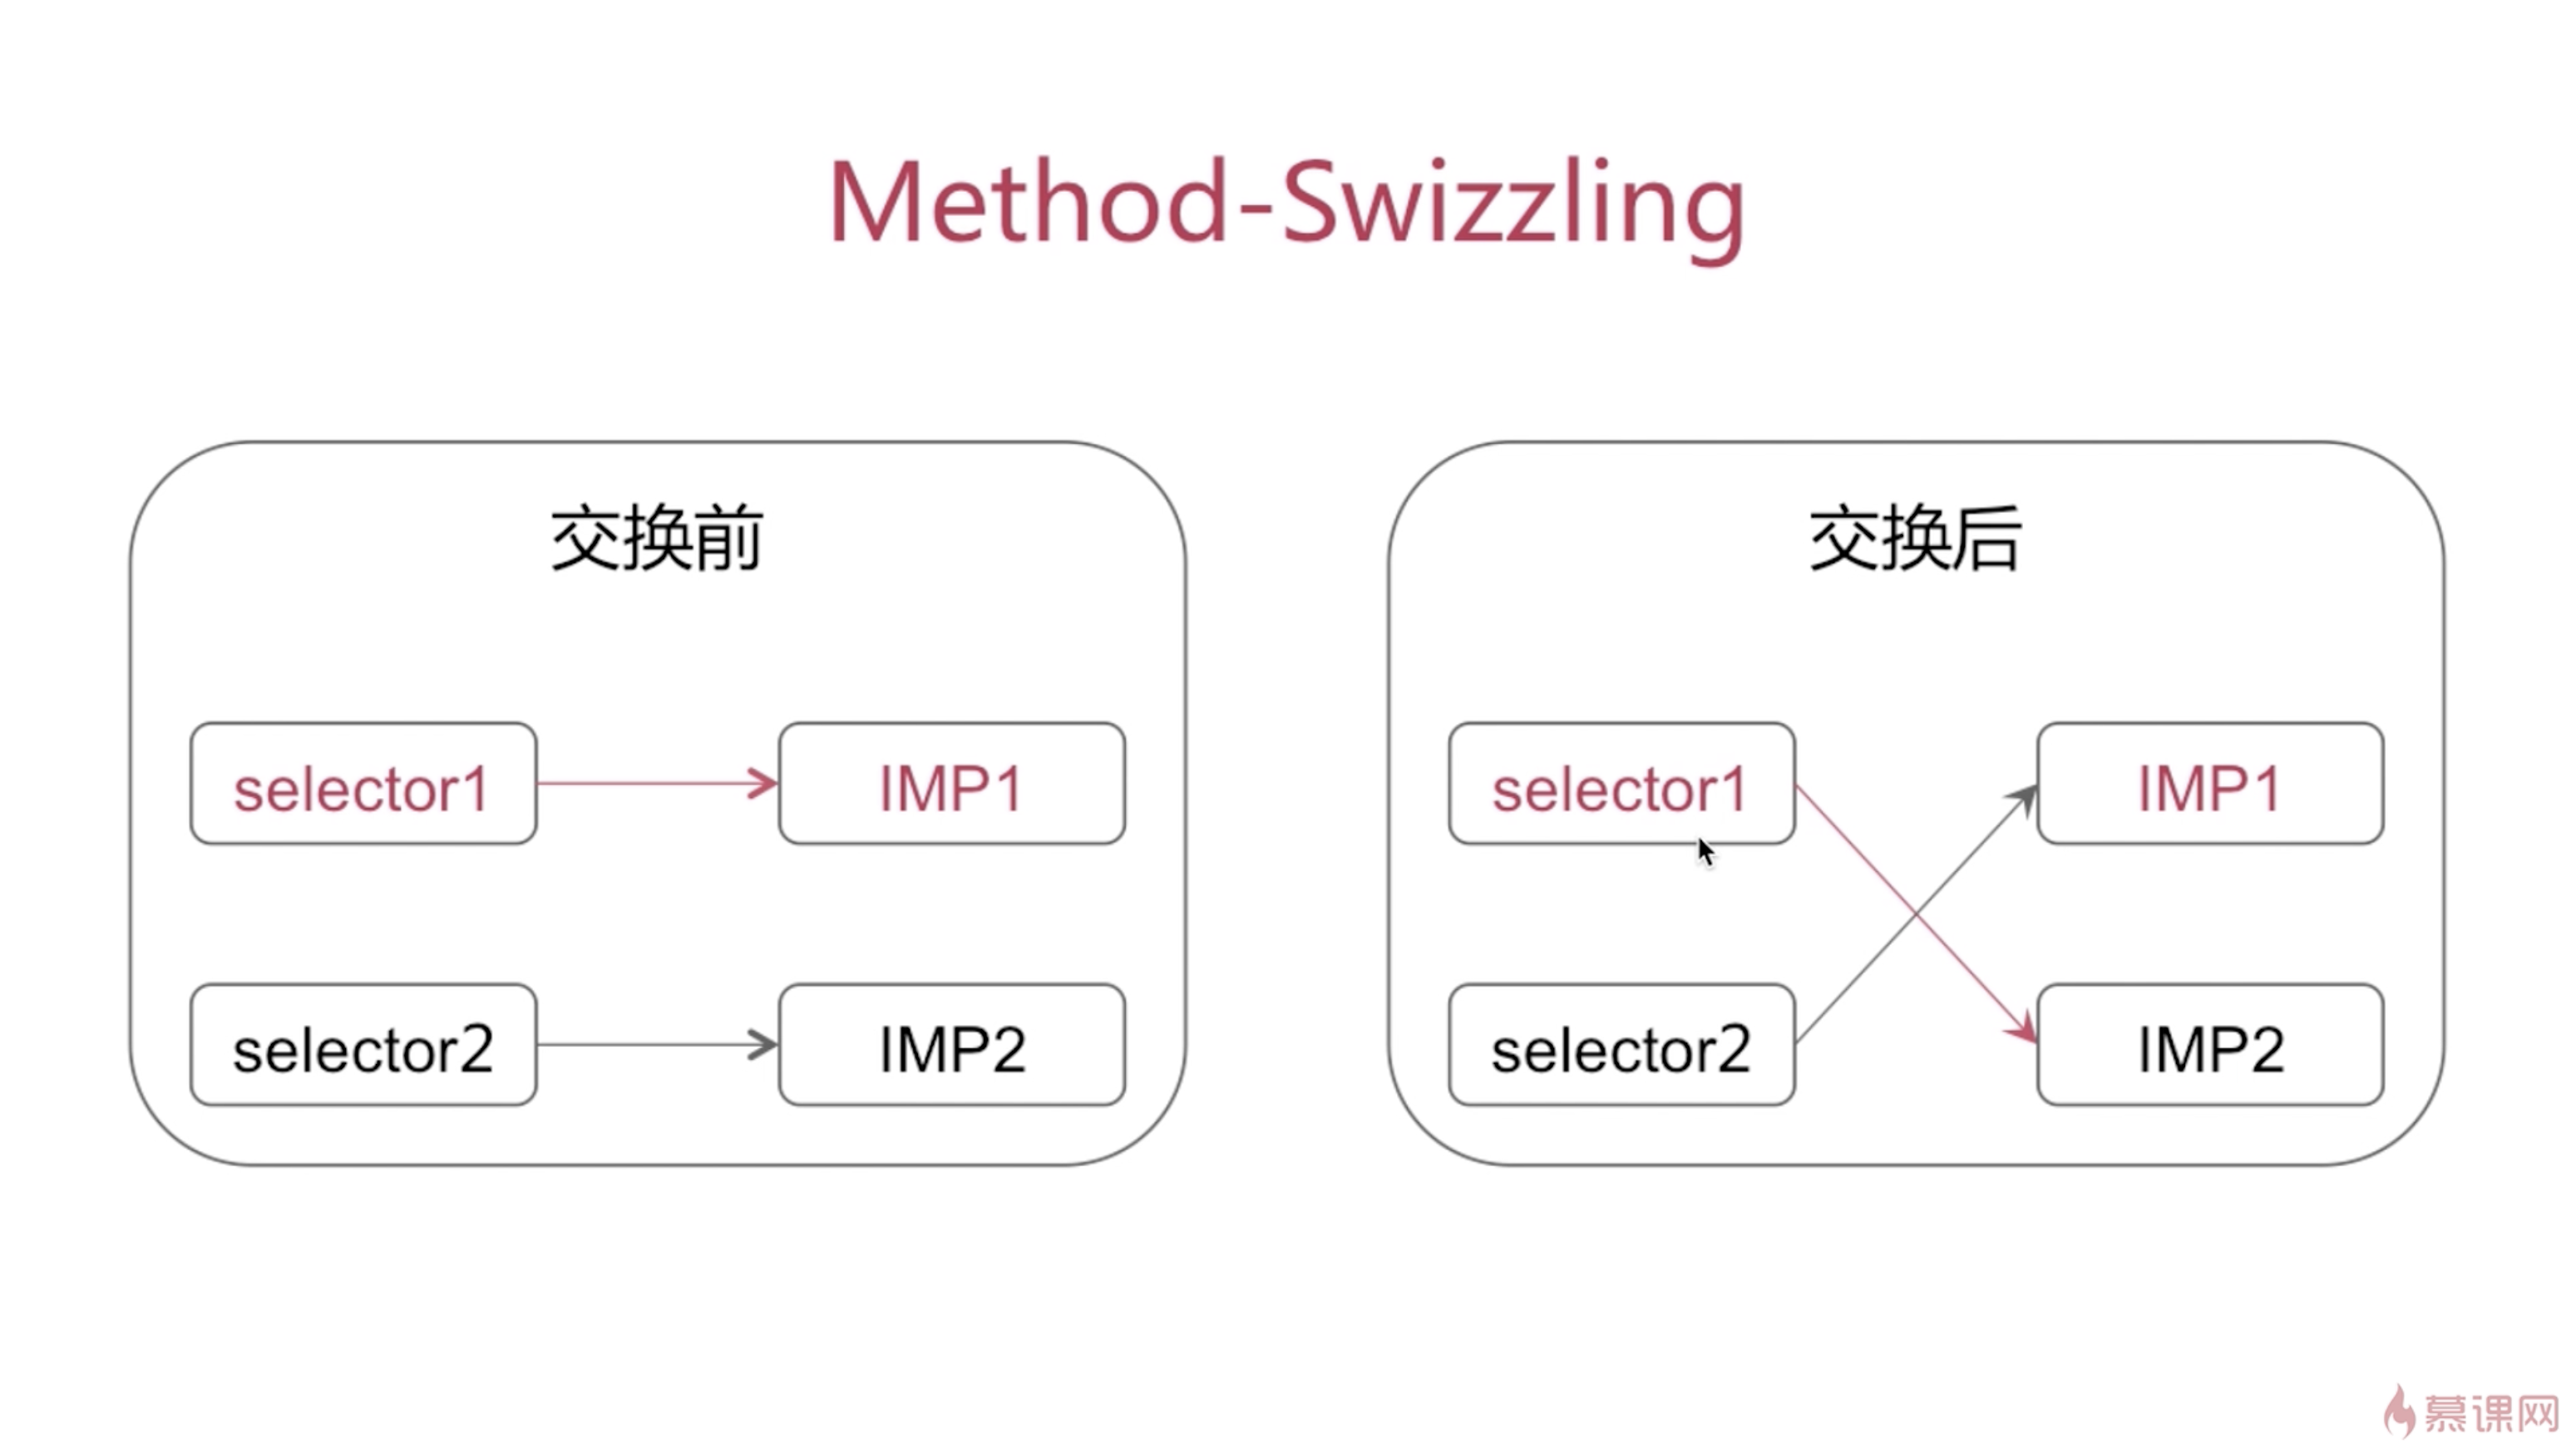 Method-Swizzling
交换前
selector1
IMP1
selector2
IMP2
交换后
selector1
IMP1
selector2
IMP2
慕课网